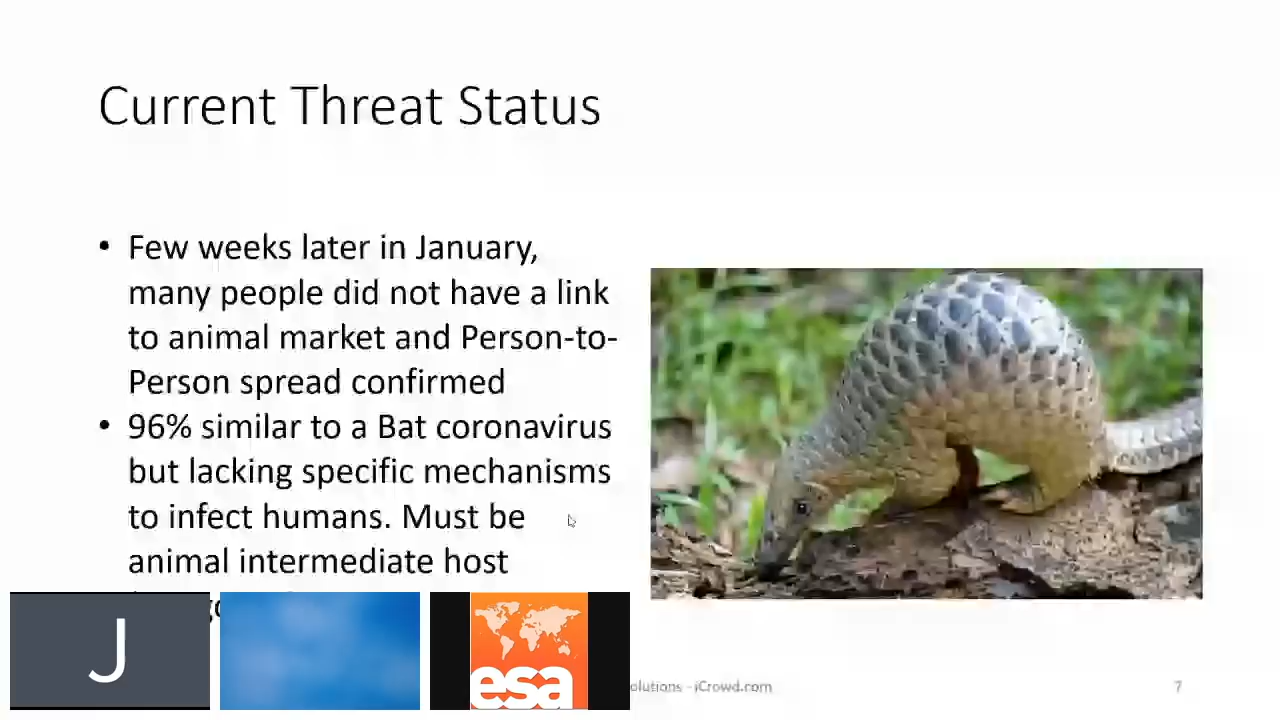 Current Threat Status
• Few weeks later in January,
many people did not have a link
to animal market and Person-to-
Person spread confirmed
• 96% similar to a Bat coronavirus
but lacking specific mechanisms
to infect humans. Must be
animal intermediate host
J
esa
olutions - iCrowd.com
7